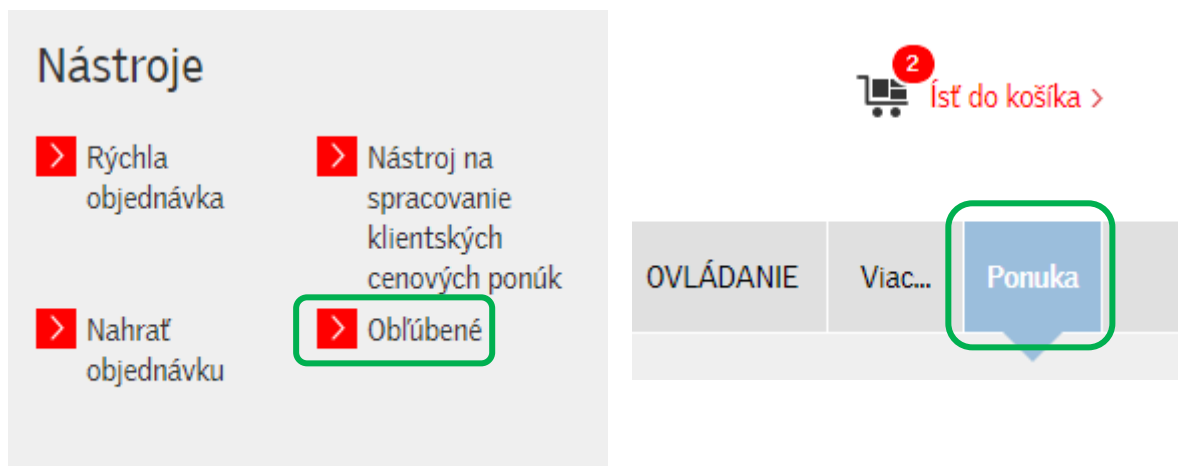 Nástroje
Rýchla
objednávka
Nástroj na
spracovanie
klientských
cenových ponúk
Nahrať
objednávku
Obľúbené
2
Ísť do košíka >
OVLÁDANIE
Viac...
Ponuka